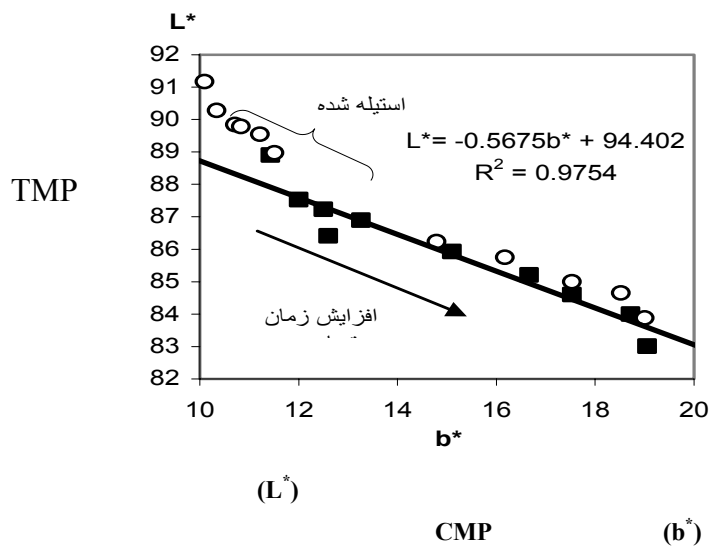 L*
92
91
90
89
88
87
86
85
84
83
82
استیله شده
L*= -0.5675b* + 94.402
R² = 0.9754
TMP
افزایش زمان
10 12 14 16 18 20
b*
(L*)
CMP (b*)